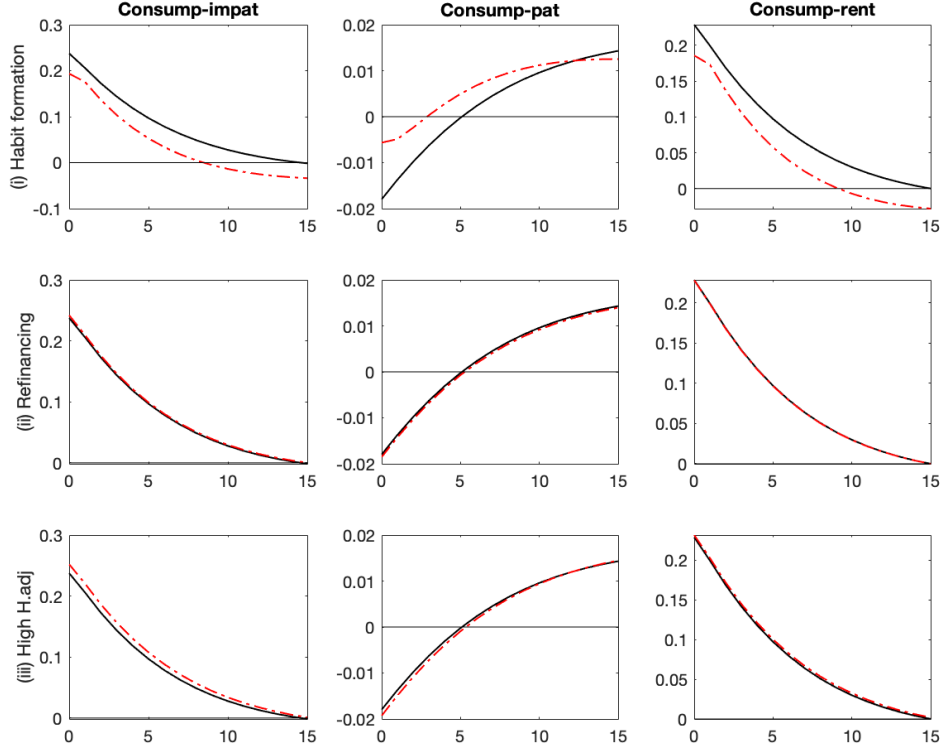 Consump-impat Consump-pat Consump-rent
(i) Habit formation
0.3 0.02 0.2
0.2 0.01 0.15
0.1 0 0.1
0 -0.01 0.05
-0.1 -0.02 0
0 5 10 15 0 5 10 15 0 5 10 15
(ii) Refinancing
0.3 0.02 0.2
0.2 0.01 0.15
0.1 0 0.1
0 -0.01 0.05
-0.02 0
0 5 10 15 0 5 10 15 0 5 10 15
(iii) High H.adj
0.3 0.02 0.2
0.2 0.01 0.15
0.1 0 0.1
0 -0.01 0.05
-0.02 0
0 5 10 15 0 5 10 15 0 5 10 15